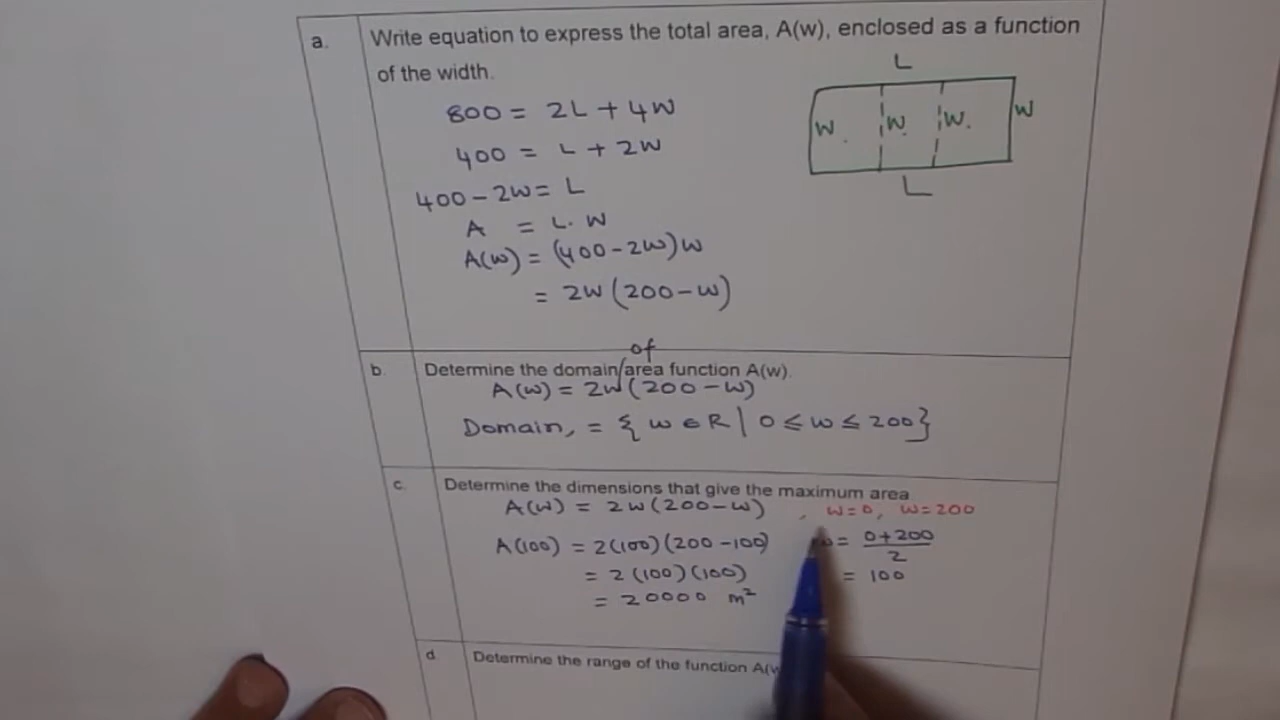 a. Write equation to express the total area, A(w), enclosed as a function
of the width.
L
800 = 2L + 4W
W. W. W. W
400 = L + 2W
L
400 - 2W = L
A = L. W
A(W) = (400 - 2W)W
= 2W(200 - W)
of
b. Determine the domain/area function A(w).
A(W) = 2W(200 - W)
Domain, = { W ∈ R | 0 ≤ W ≤ 200}
c. Determine the dimensions that give the maximum area
A(W) = 2W(200 - W) , W=0, W=200
A(100) = 2(100)(200 - 100) W = 0+200
2
= 2(100)(100) = 100
= 20000 m²
d. Determine the range of the function A(w